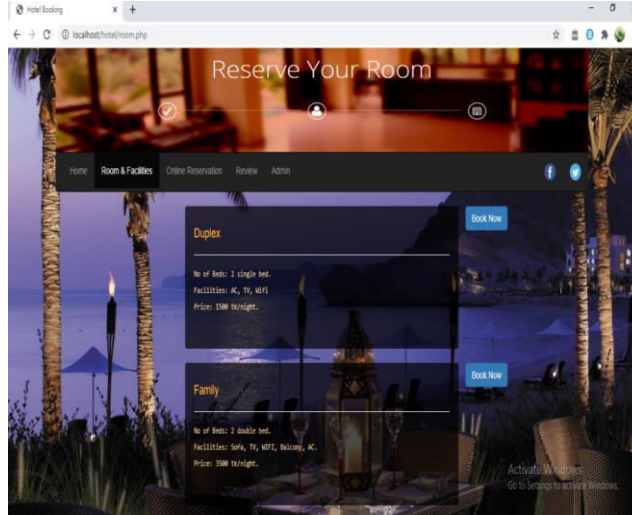 Hotel Booking
localhost/hotel/room.php
Reserve Your Room
Home Room & Facilities Online Reservation Review Admin
Duplex
Book Now
No of Beds: 2 single bed.
Facilities: AC, TV, Wifi
Price: 1500 tk/night.
Family
Book Now
No of Beds: 2 double bed.
Facilities: Sofa, TV, WIFI, Balcony, AC.
Price: 3500 tk/night.
Activate Windows
Go to Settings to activate Windows.